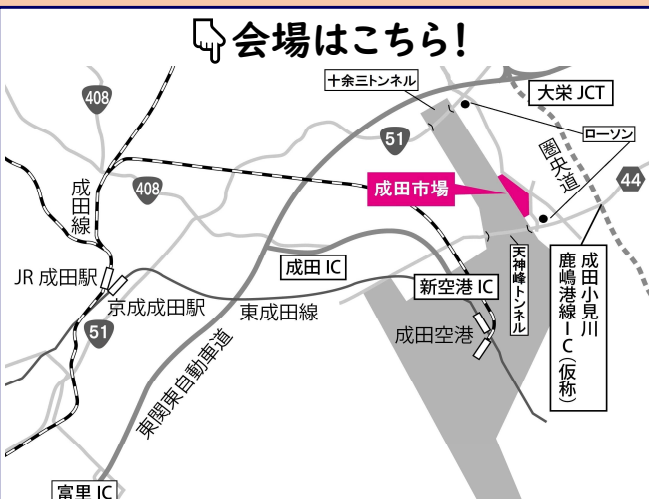 会場はこちら!
十余三トンネル
大栄 JCT
408
51
ローソン
圏央道
44
成田線
408
成田市場
成田 IC
新空港 IC
天神峰トンネル
成田小見川
鹿嶋港線IC(仮称)
JR 成田駅
京成成田駅
東成田線
成田空港
51
東関東自動車道
富里 IC